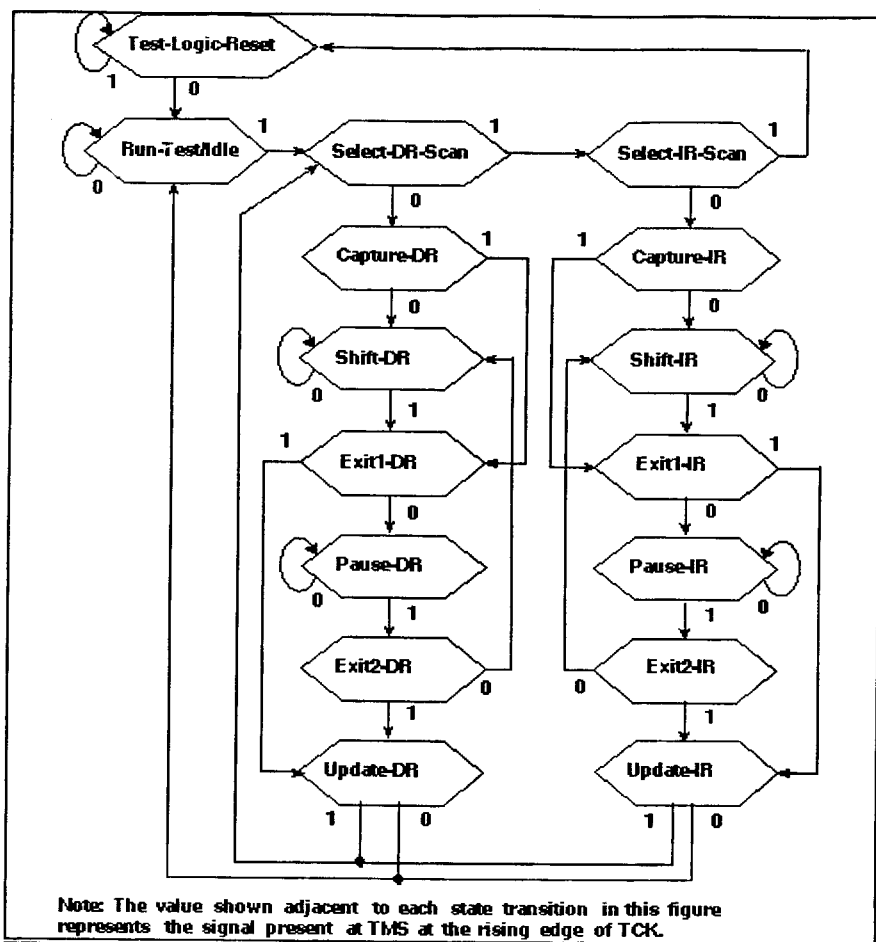 Test-Logic-Reset
1
0
Run-Test/Idle
1
Select-DR-Scan
1
Select-IR-Scan
1
0
0
0
Capture-DR
1
1
Capture-IR
0
0
Shift-DR
Shift-IR
0
0
1
1
1
Exit1-DR
Exit1-IR
1
0
0
Pause-DR
Pause-IR
0
0
1
1
Exit2-DR
0
0
Exit2-IR
1
1
Update-DR
Update-IR
1
0
1
0
Note: The value shown adjacent to each state transition in this figure
represents the signal present at TMS at the rising edge of TCK.